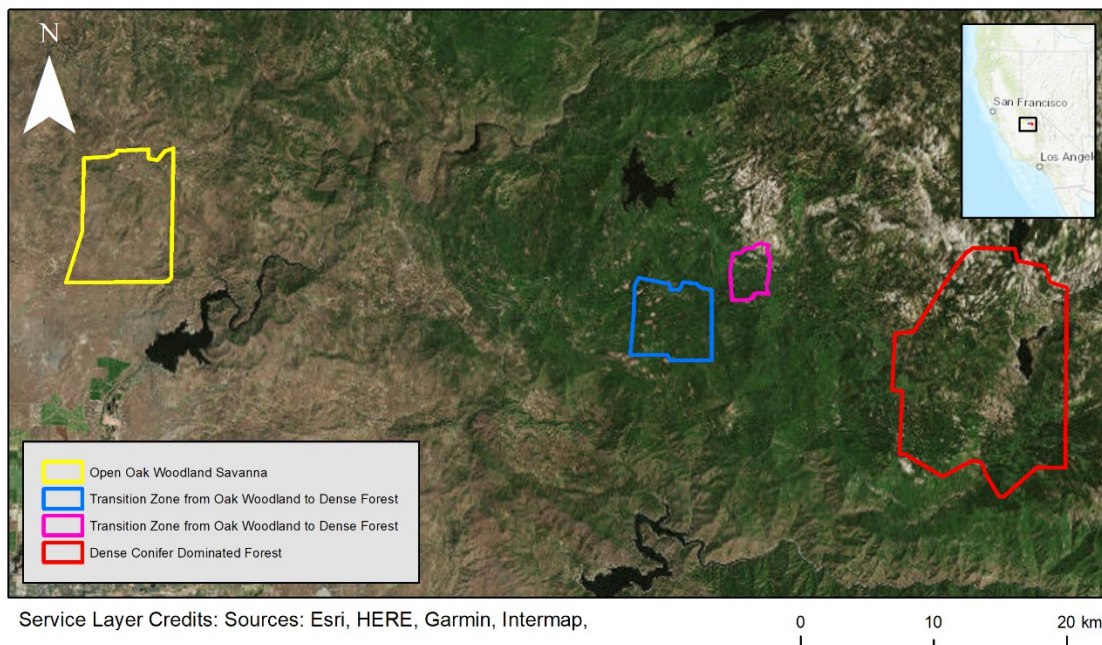 N
San Francisco
Los Angel
Open Oak Woodland Savanna
Transition Zone from Oak Woodland to Dense Forest
Transition Zone from Oak Woodland to Dense Forest
Dense Conifer Dominated Forest
Service Layer Credits: Sources: Esri, HERE, Garmin, Intermap,
0 10 20 km